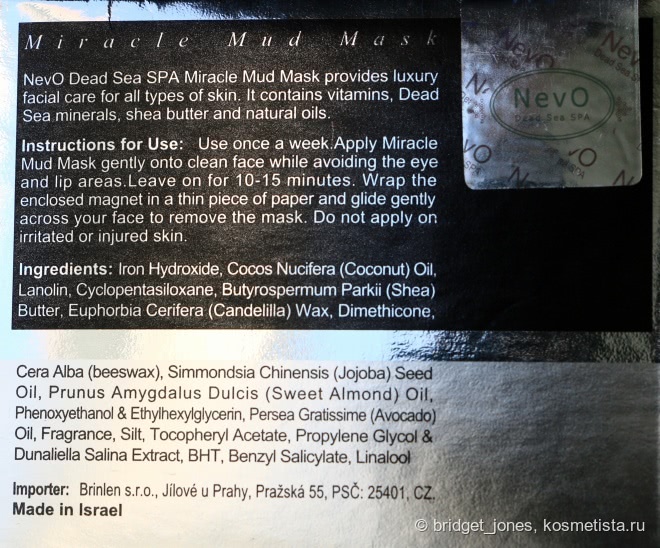 Miracle Mud Mask
NevO Dead Sea SPA Miracle Mud Mask provides luxury
facial care for all types of skin. It contains vitamins, Dead
Sea minerals, shea butter and natural oils.
Instructions for Use: Use once a week.Apply Miracle
Mud Mask gently onto clean face while avoiding the eye
and lip areas.Leave on for 10-15 minutes. Wrap the
enclosed magnet in a thin piece of paper and glide gently
across your face to remove the mask. Do not apply on
irritated or injured skin.
Ingredients: Iron Hydroxide, Cocos Nucifera (Coconut) Oil,
Lanolin, Cyclopentasiloxane, Butyrospermum Parkii (Shea)
Butter, Euphorbia Cerifera (Candelilla) Wax, Dimethicone,
Cera Alba (beeswax), Simmondsia Chinensis (Jojoba) Seed
Oil, Prunus Amygdalus Dulcis (Sweet Almond) Oil,
Phenoxyethanol & Ethylhexylglycerin, Persea Gratissime (Avocado)
Oil, Fragrance, Silt, Tocopheryl Acetate, Propylene Glycol &
Dunaliella Salina Extract, BHT, Benzyl Salicylate, Linalool
Importer: Brinlen s.r.o., Jílové u Prahy, Pražská 55, PSČ: 25401, CZ.
Made in Israel
NevO
Dead Sea SPA
© bridget_jones, kosmetista.ru